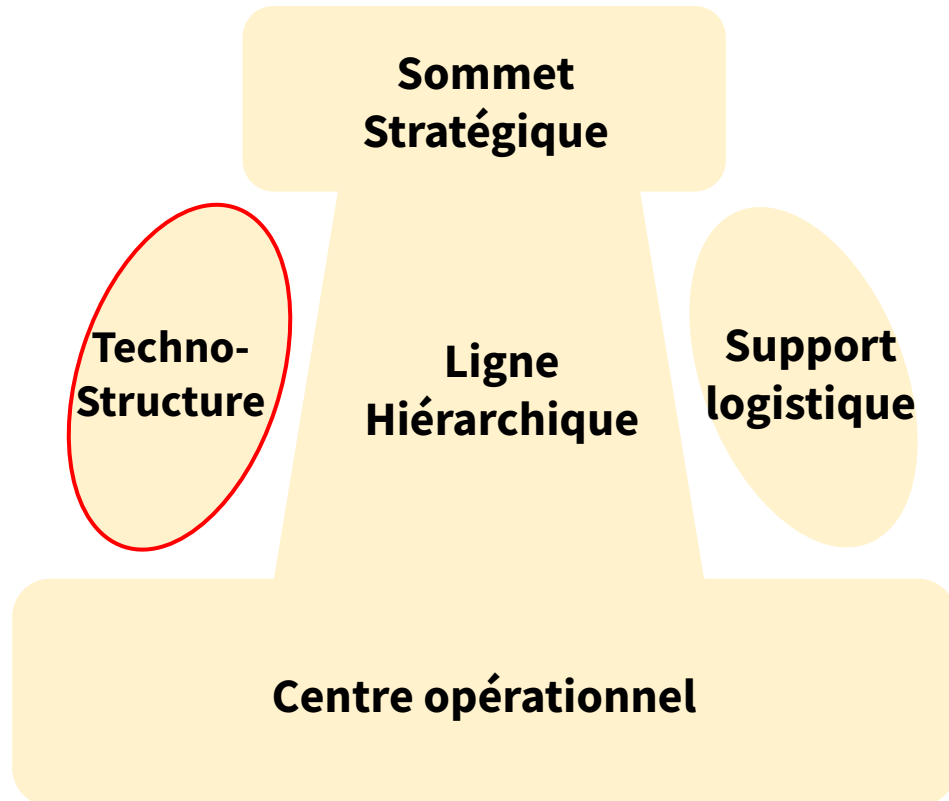 Sommet
Stratégique
Techno-
Structure
Ligne
Hiérarchique
Support
logistique
Centre opérationnel